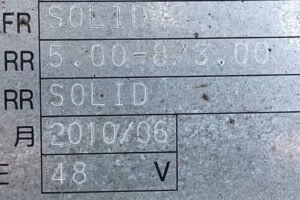 FR SOLID
RR 5.00-8/3.00
RR SOLID
月 2010/06
E 48 V